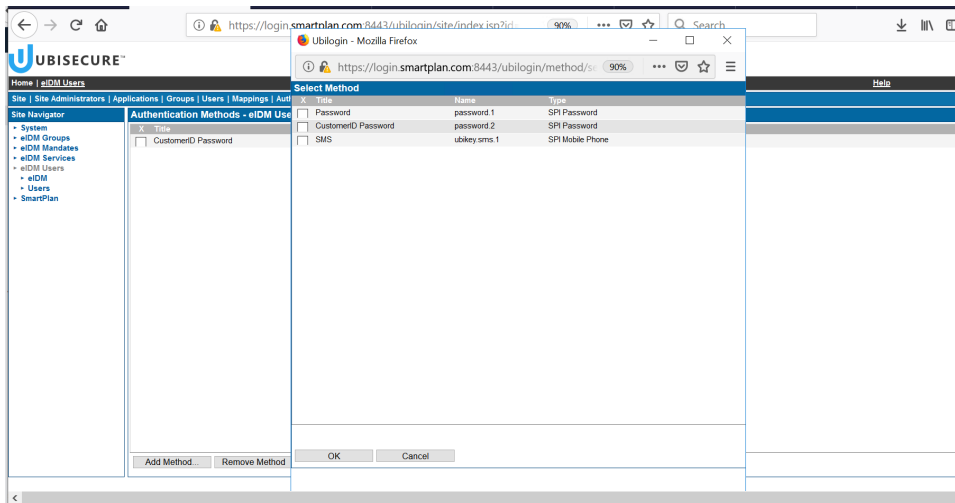 https://login.smartplan.com:8443/ubilogin/site/index.jsp?id
90%
Search
UBISECURE™
Home | eIDM Users
Help
Site | Site Administrators | Applications | Groups | Users | Mappings | Auth
Site Navigator
System
eIDM Groups
eIDM Mandates
eIDM Services
eIDM Users
eIDM
Users
SmartPlan
Authentication Methods - eIDM Use
X Title
CustomerID Password
Add Method...
Remove Method
Ubilogin - Mozilla Firefox
https://login.smartplan.com:8443/ubilogin/method/se
90%
Select Method
X Title Name Type
Password password.1 SPI Password
CustomerID Password password.2 SPI Password
SMS ubikey.sms.1 SPI Mobile Phone
OK
Cancel